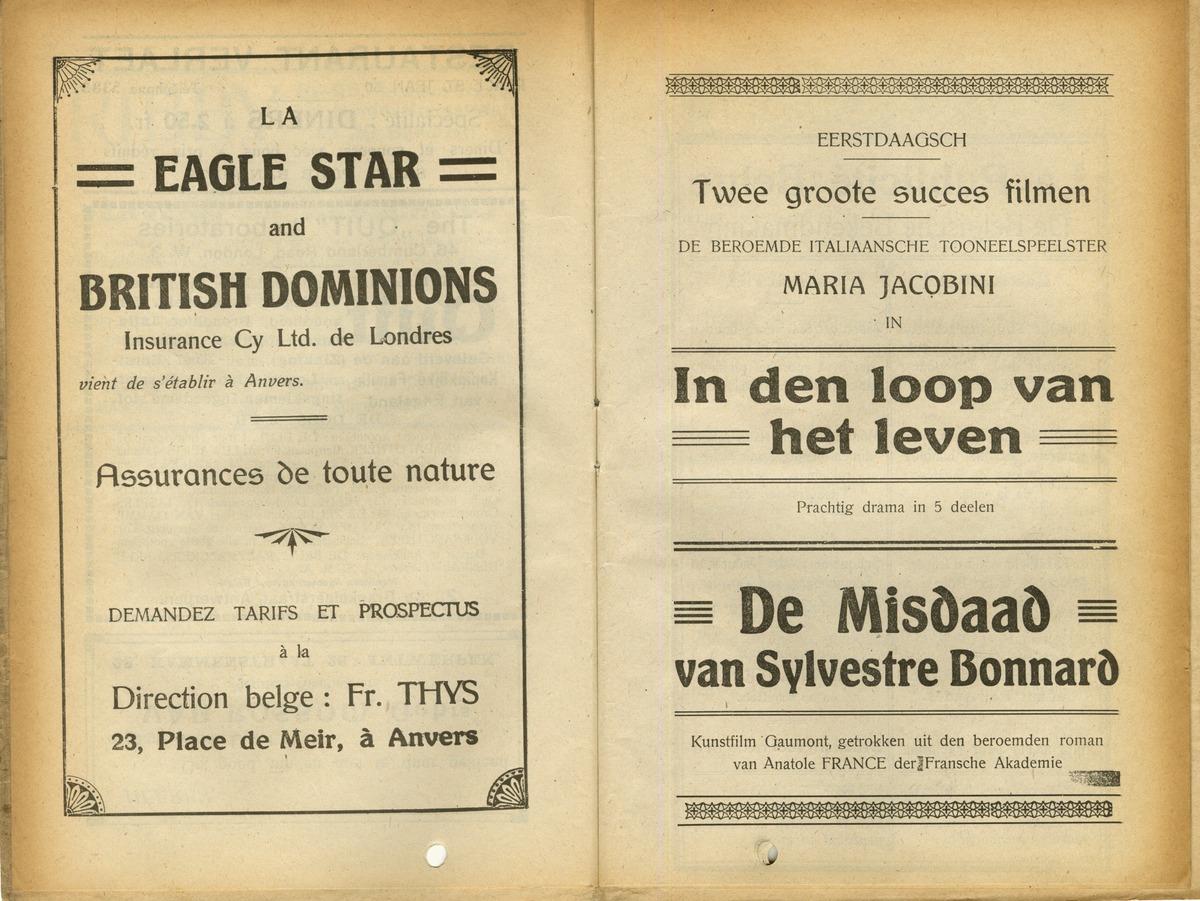 LA
EAGLE STAR
and
BRITISH DOMINIONS
Insurance Cy Ltd. de Londres
vient de s'établir à Anvers.
Assurances de toute nature
DEMANDEZ TARIFS ET PROSPECTUS
à la
Direction belge : Fr. THYS
23, Place de Meir, à Anvers
EERSTDAAGSCH
Twee groote succes filmen
DE BEROEMDE ITALIAANSCHE TOONEELSPEELSTER
MARIA JACOBINI
IN
In den loop van
het leven
Prachtig drama in 5 deelen
De Misdaad
van Sylvestre Bonnard
Kunstfilm Gaumont, getrokken uit den beroemden roman
van Anatole FRANCE der Fransche Akademie